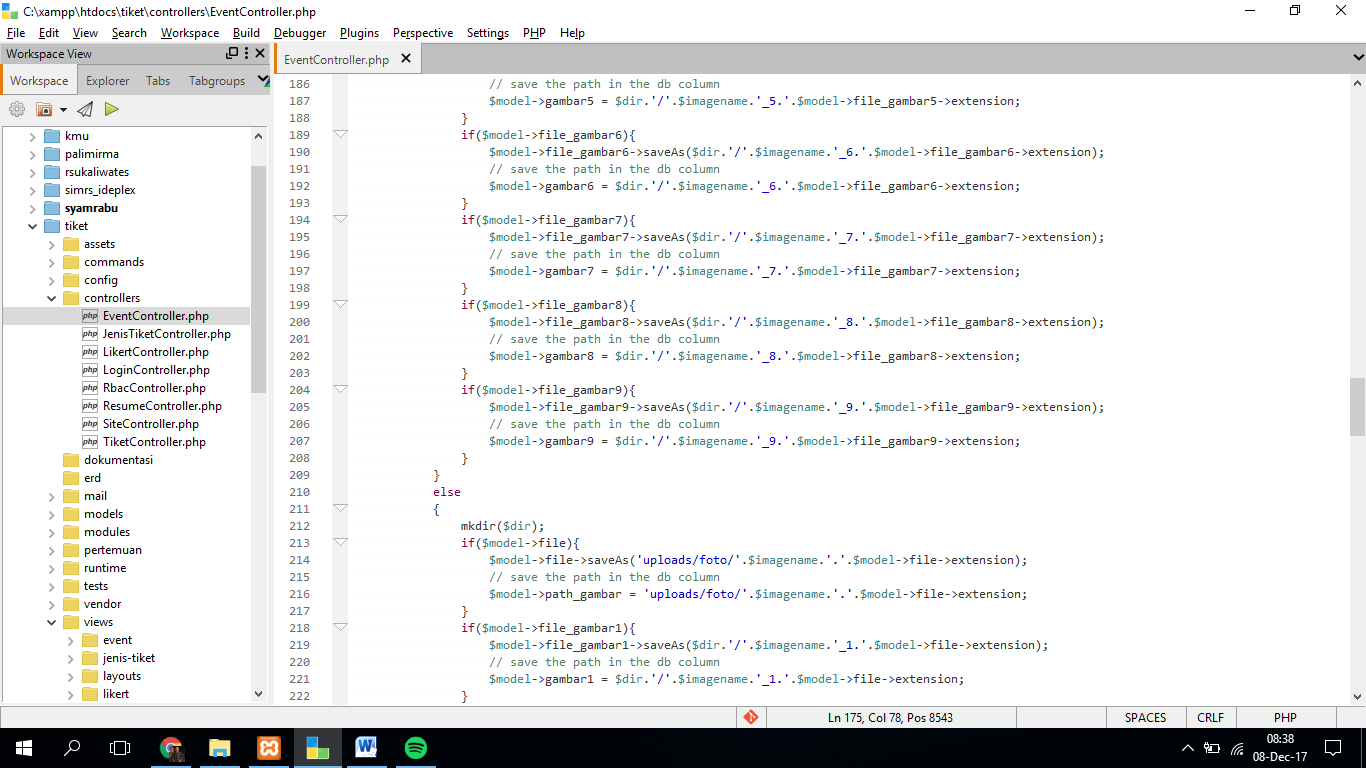 C:\xampp\htdocs\tiket\controllers\EventController.php
File Edit View Search Workspace Build Debugger Plugins Perspective Settings PHP Help
Workspace View
Workspace Explorer Tabs Tabgroups
kmu
palimirma
rsukaliwates
simrs_ideplex
syamrabu
tiket
assets
commands
config
controllers
php EventController.php
php JenisTiketController.php
php LikertController.php
php LoginController.php
php RbacController.php
php ResumeController.php
php SiteController.php
php TiketController.php
dokumentasi
erd
mail
models
modules
pertemuan
runtime
tests
vendor
views
event
jenis-tiket
layouts
likert
EventController.php
186 // save the path in the db column
187 $model->gambar5 = $dir.'/'.$imagename.'_5.'.$model->file_gambar5->extension;
188 }
189 if($model->file_gambar6){
190 $model->file_gambar6->saveAs($dir.'/'.$imagename.'_6.'.$model->file_gambar6->extension);
191 // save the path in the db column
192 $model->gambar6 = $dir.'/'.$imagename.'_6.'.$model->file_gambar6->extension;
193 }
194 if($model->file_gambar7){
195 $model->file_gambar7->saveAs($dir.'/'.$imagename.'_7.'.$model->file_gambar7->extension);
196 // save the path in the db column
197 $model->gambar7 = $dir.'/'.$imagename.'_7.'.$model->file_gambar7->extension;
198 }
199 if($model->file_gambar8){
200 $model->file_gambar8->saveAs($dir.'/'.$imagename.'_8.'.$model->file_gambar8->extension);
201 // save the path in the db column
202 $model->gambar8 = $dir.'/'.$imagename.'_8.'.$model->file_gambar8->extension;
203 }
204 if($model->file_gambar9){
205 $model->file_gambar9->saveAs($dir.'/'.$imagename.'_9.'.$model->file_gambar9->extension);
206 // save the path in the db column
207 $model->gambar9 = $dir.'/'.$imagename.'_9.'.$model->file_gambar9->extension;
208 }
209 }
210 else
211 {
212 mkdir($dir);
213 if($model->file){
214 $model->file->saveAs('uploads/foto/'.$imagename.'.'.$model->file->extension);
215 // save the path in the db column
216 $model->path_gambar = 'uploads/foto/'.$imagename.'.'.$model->file->extension;
217 }
218 if($model->file_gambar1){
219 $model->file_gambar1->saveAs($dir.'/'.$imagename.'_1.'.$model->file->extension);
220 // save the path in the db column
221 $model->gambar1 = $dir.'/'.$imagename.'_1.'.$model->file->extension;
222 }
Ln 175, Col 78, Pos 8543 SPACES CRLF PHP
08:38
08-Dec-17